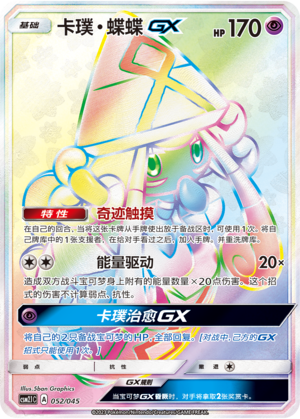 基础 卡璞・蝶蝶GX HP170
特性 奇迹触摸
在自己的回合,当将这张卡牌从手牌使出放于备战区时,可使用1次。将自
己牌库中的1张支援者,在给对手看过之后,加入手牌。并重洗牌库。
能量驱动 20×
造成双方战斗宝可梦身上附有的能量数量×20点伤害。这个招
式的伤害不计算弱点、抗性。
卡璞治愈GX
将自己的2只备战宝可梦的HP,全部回复。[对战中,己方的GX
招式只能使用1次。]
弱点 抗性 撤退
Illus. 5ban Graphics
CSM2.1C A 052/045
GX规则
当宝可梦GX昏厥时,对手将拿取2张奖赏卡。